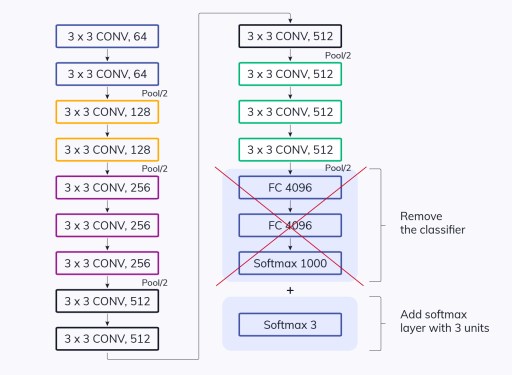 3 x 3 CONV, 64
3 x 3 CONV, 64
Pool/2
3 x 3 CONV, 128
3 x 3 CONV, 128
Pool/2
3 x 3 CONV, 256
3 x 3 CONV, 256
3 x 3 CONV, 256
Pool/2
3 x 3 CONV, 512
3 x 3 CONV, 512
3 x 3 CONV, 512
Pool/2
3 x 3 CONV, 512
3 x 3 CONV, 512
3 x 3 CONV, 512
Pool/2
FC 4096
FC 4096
Softmax 1000
Remove
the classifier
+
Softmax 3
Add softmax
layer with 3 units